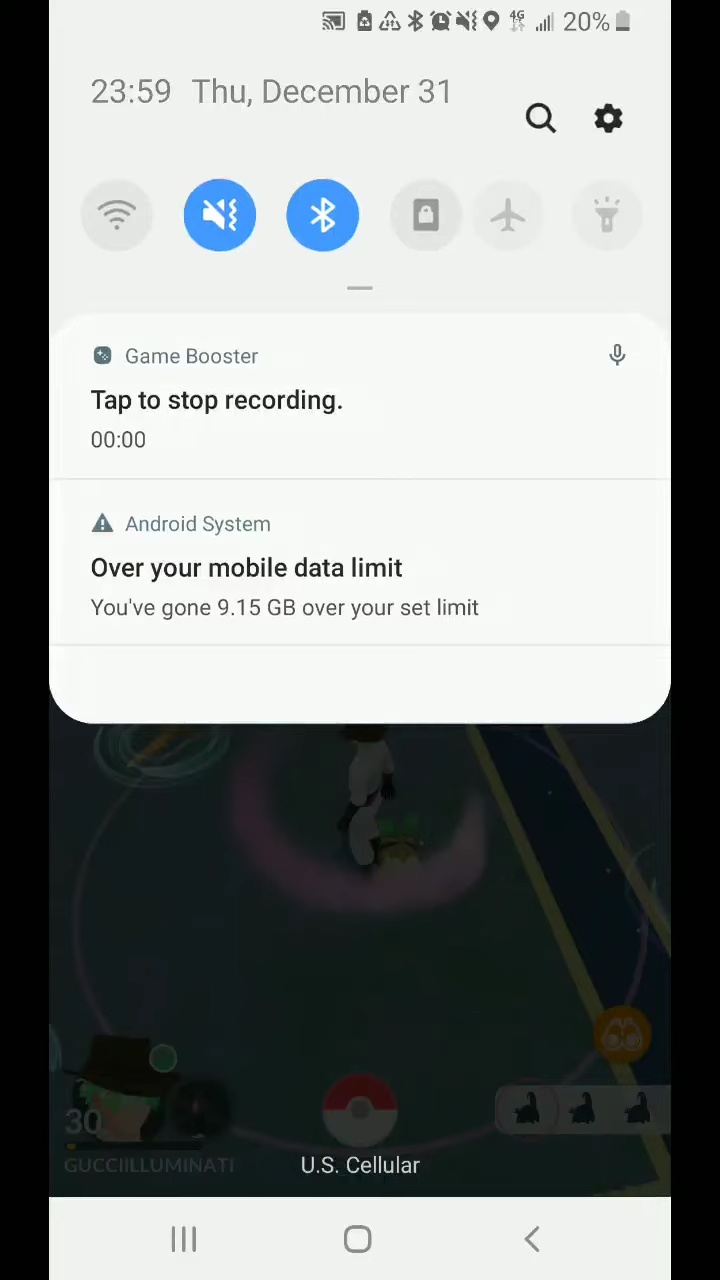 4G 20%
23:59 Thu, December 31
Game Booster
Tap to stop recording.
00:00
Android System
Over your mobile data limit
You've gone 9.15 GB over your set limit
30
GUCCIILLUMINATI
U.S. Cellular